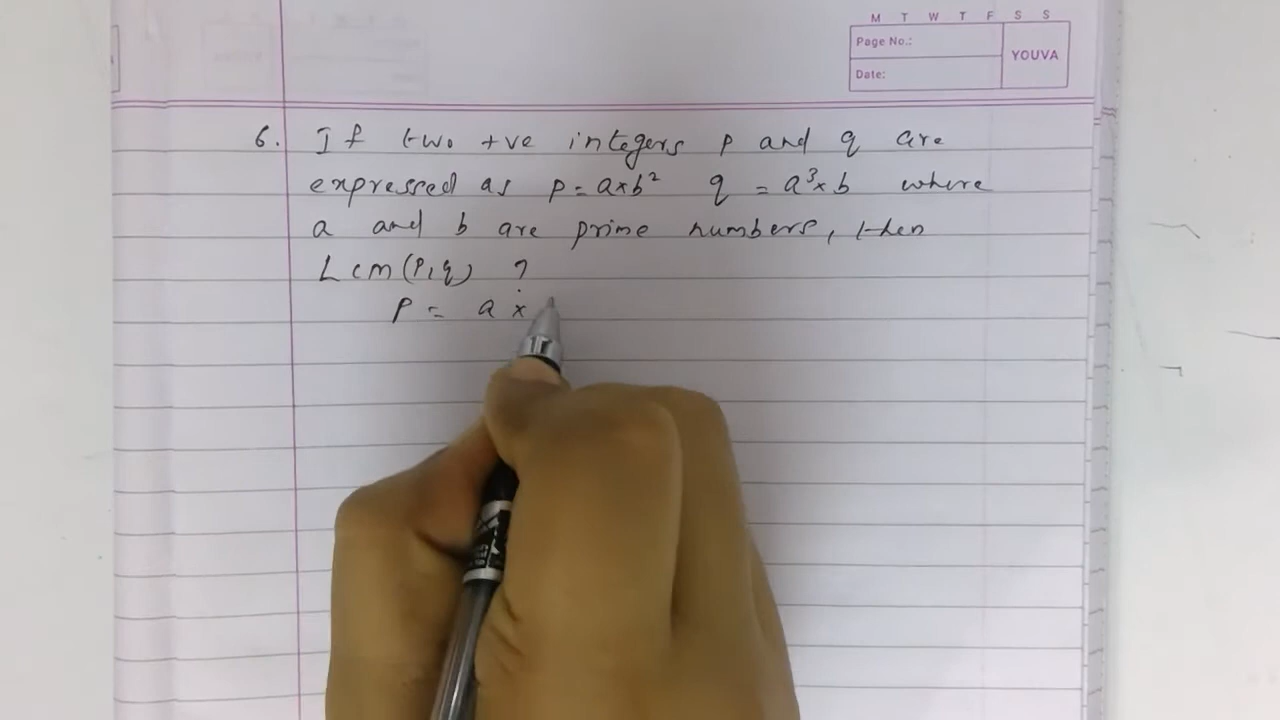 M T W T F S S
Page No.:
YOUVA
Date:
6. If two +ve integers p and q are
expressed as p = a×b² q = a³×b where
a and b are prime numbers, then
Lcm(p,q) ?
p = a ×